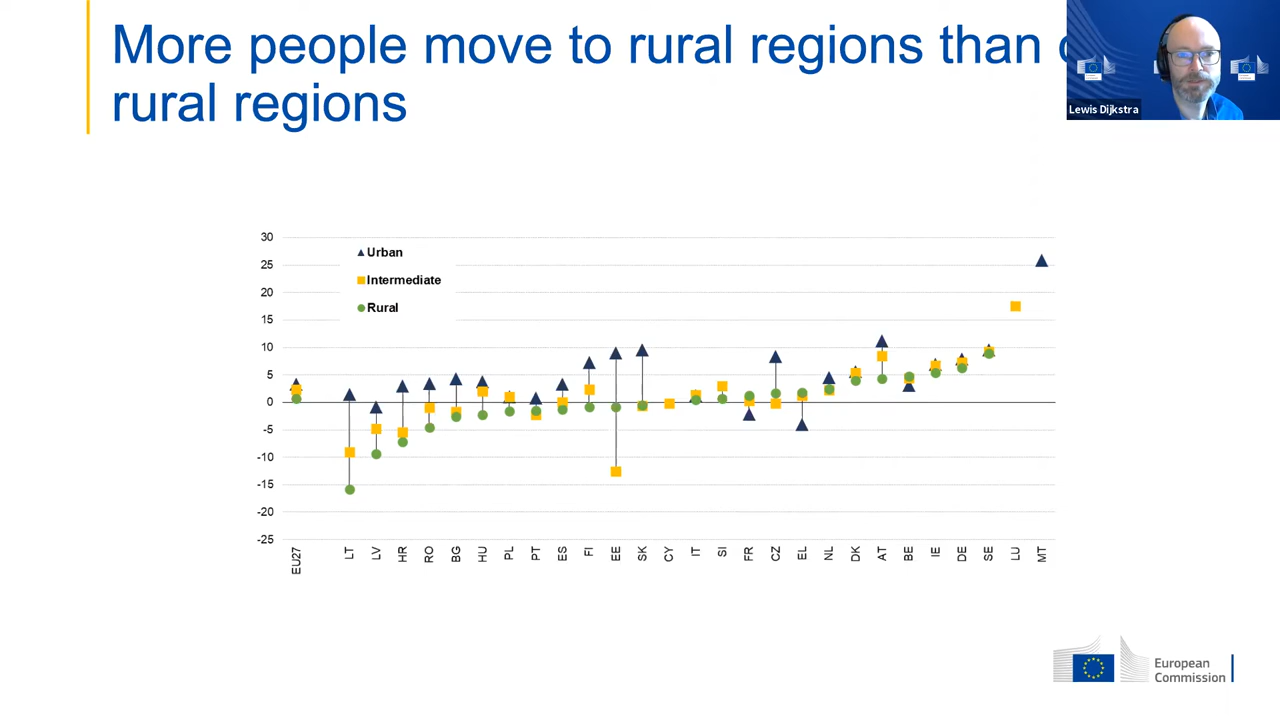 More people move to rural regions than
rural regions
Lewis Dijkstra
30
25
20
15
10
5
0
-5
-10
-15
-20
-25
Urban
Intermediate
Rural
EU27
LT
LV
HR
RO
BG
HU
PL
PT
ES
FI
EE
SK
CY
IT
SI
FR
CZ
EL
NL
DK
AT
BE
IE
DE
SE
LU
MT
European
Commission